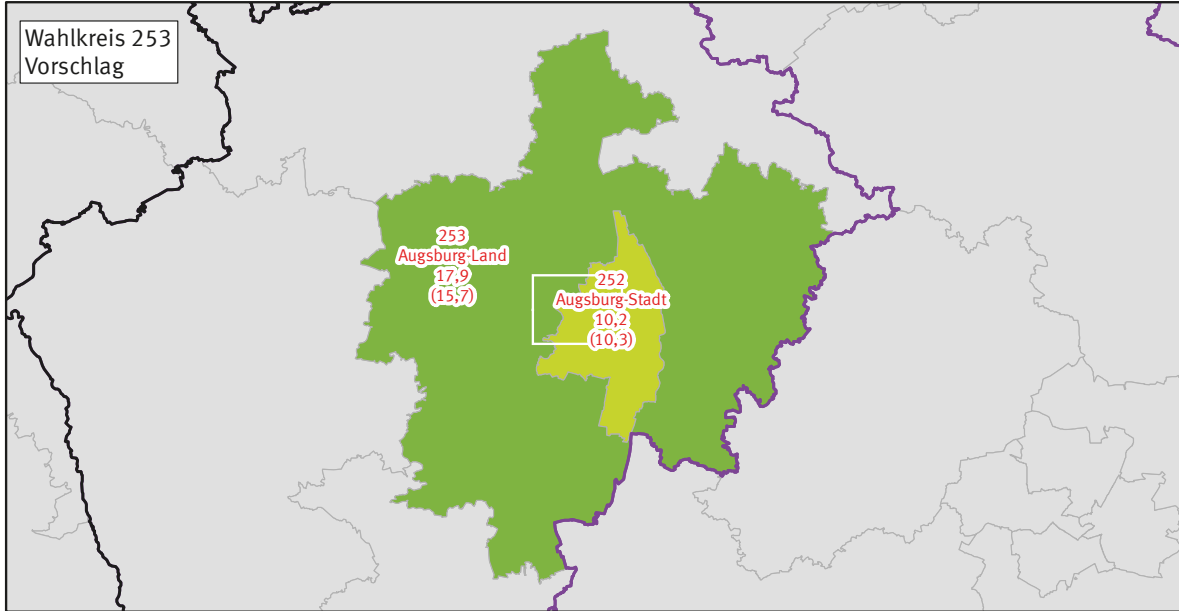 Wahlkreis 253
Vorschlag
253
Augsburg-Land
17,9
(15,7)
252
Augsburg-Stadt
10,2
(10,3)